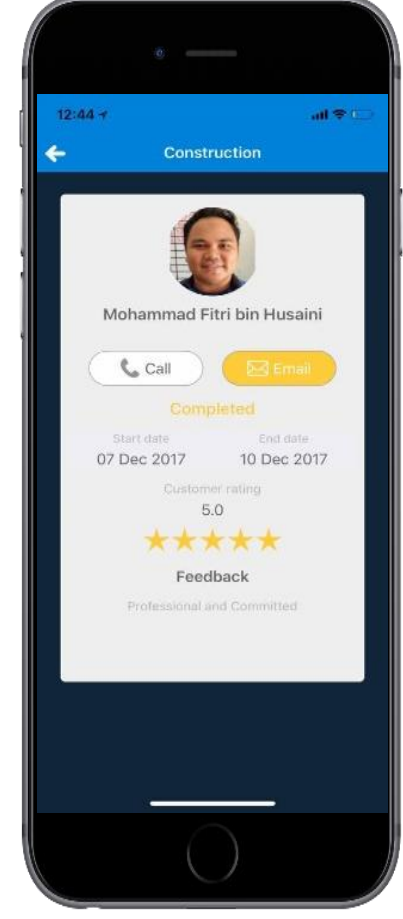 12:44
Construction
Mohammad Fitri bin Husaini
Call
Email
Completed
Start date End date
07 Dec 2017 10 Dec 2017
Customer rating
5.0
Feedback
Professional and Committed